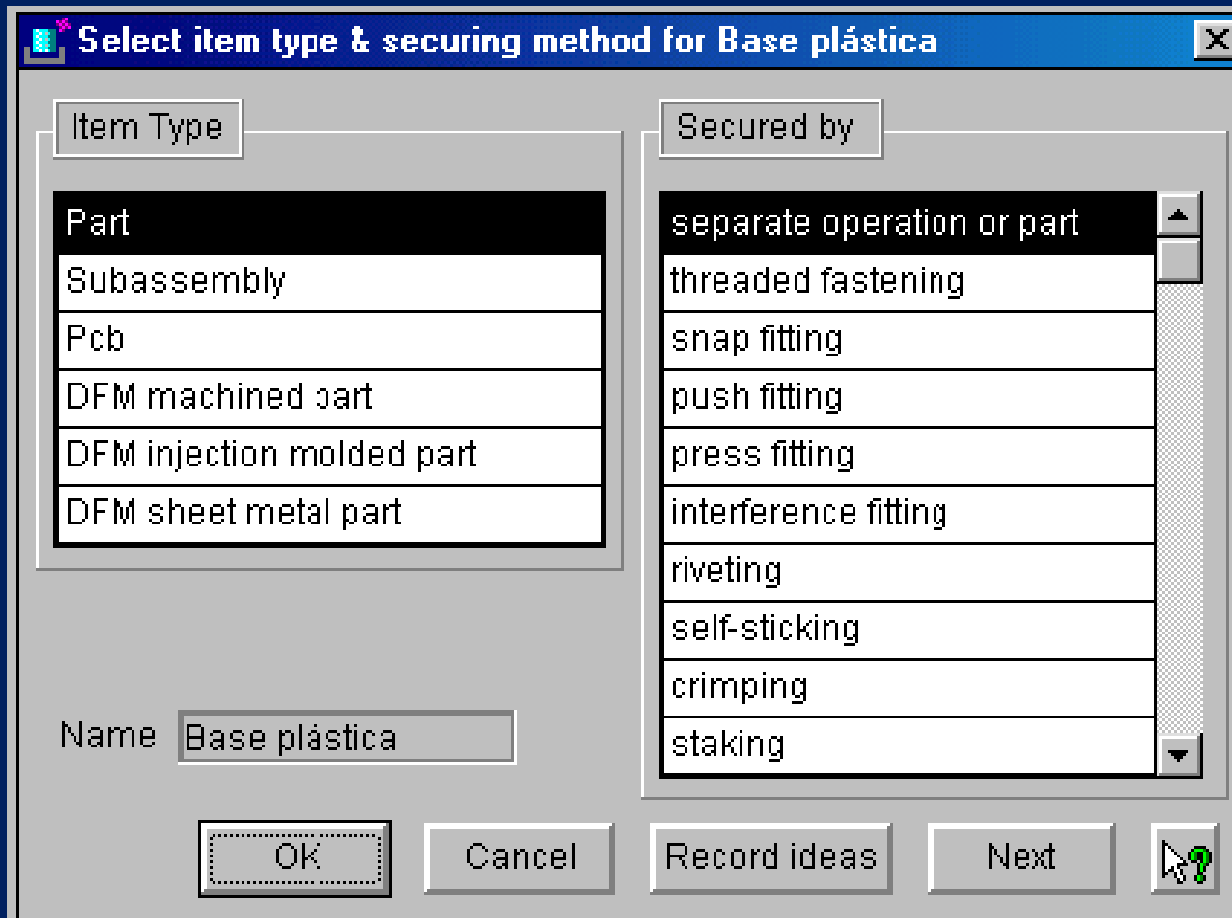 Select item type & securing method for Base plástica
Item Type
Part
Subassembly
Pcb
DFM machined part
DFM injection molded part
DFM sheet metal part
Name Base plástica
Secured by
separate operation or part
threaded fastening
snap fitting
push fitting
press fitting
interference fitting
riveting
self-sticking
crimping
staking
OK Cancel Record ideas Next